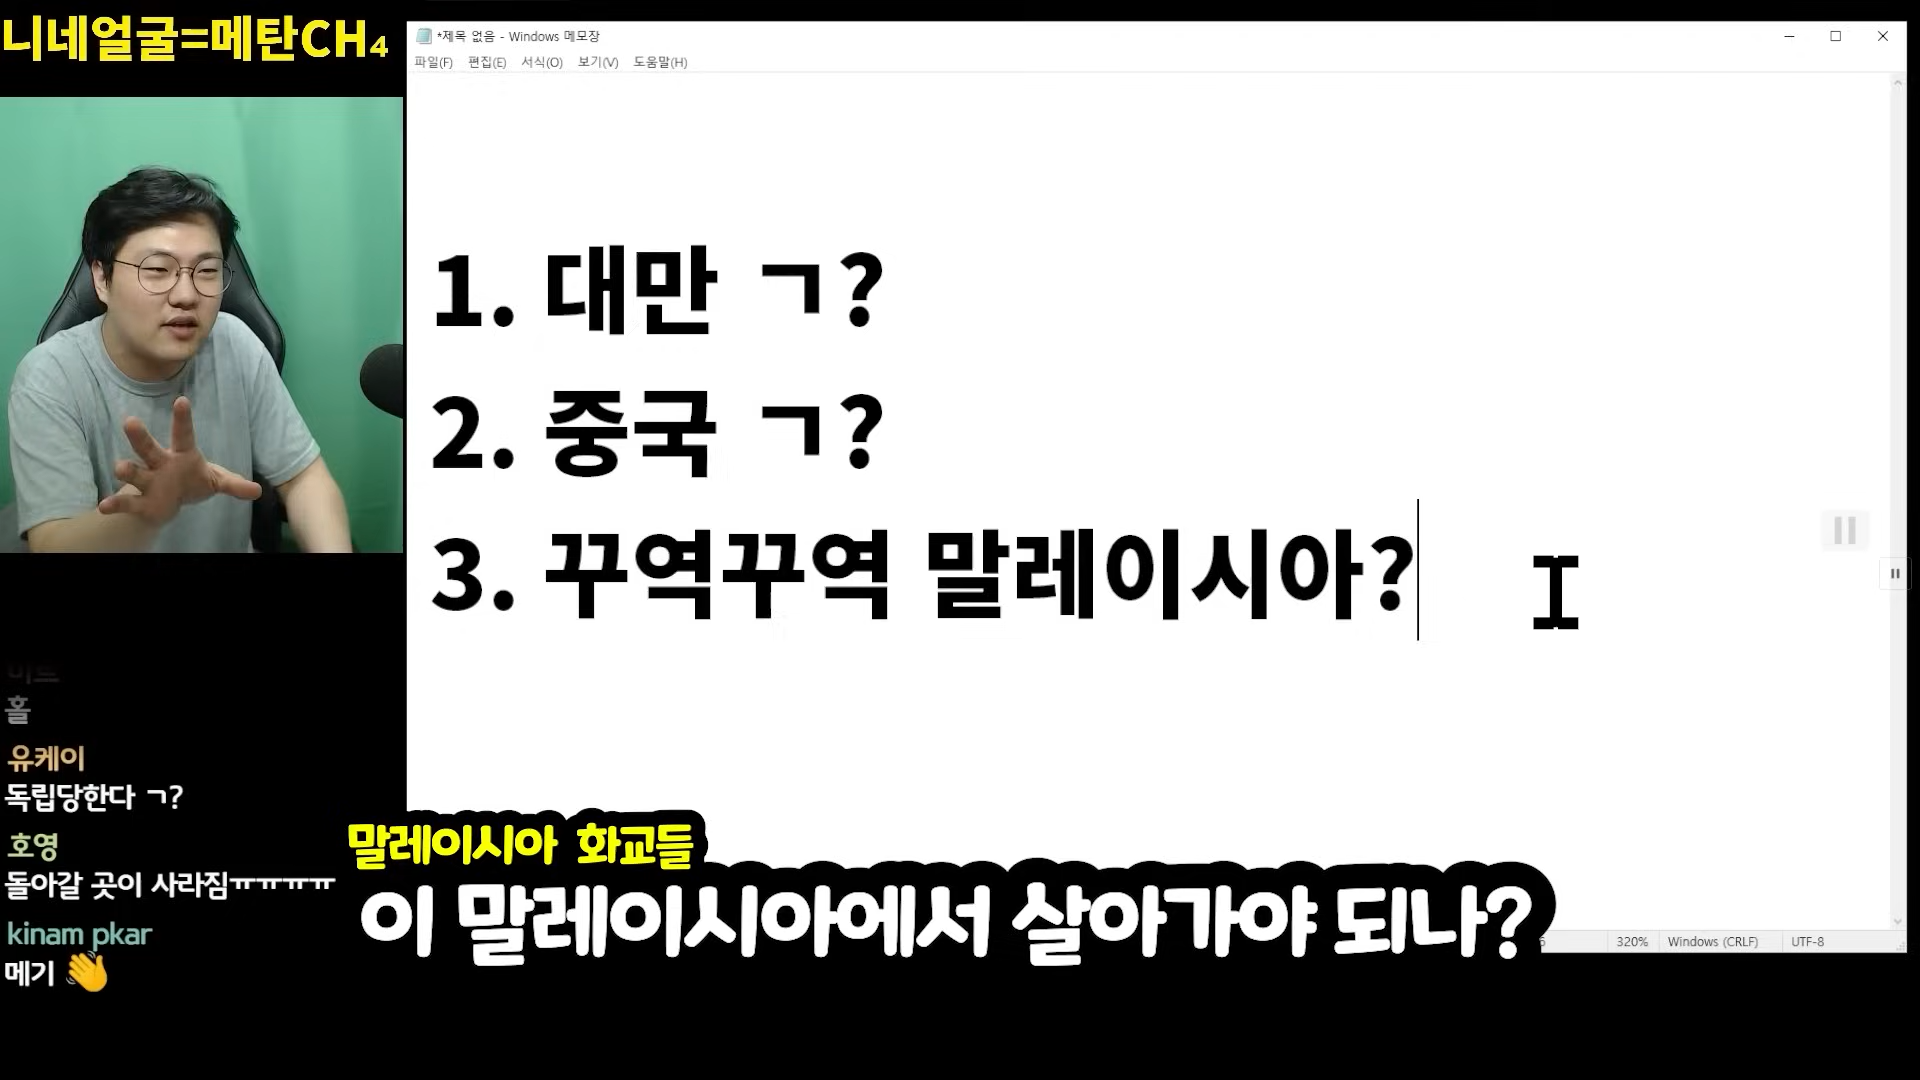 니네얼굴=메탄CH₄
*제목 없음 - Windows 메모장
파일(F) 편집(E) 서식(O) 보기(V) 도움말(H)
1. 대만 ㄱ?
2. 중국 ㄱ?
3. 꾸역꾸역 말레이시아?
홀
유케이
독립당한다 ㄱ?
호영
돌아갈 곳이 사라짐ㅠㅠㅠㅠ
kinam pkar
메기 👋
말레이시아 화교들
이 말레이시아에서 살아가야 되나?
320% Windows (CRLF) UTF-8